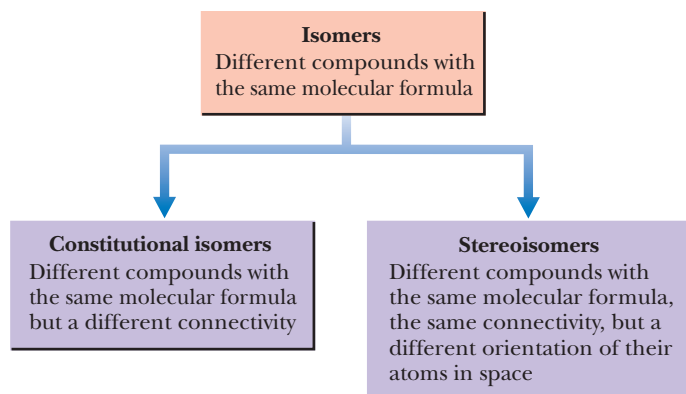 Isomers
Different compounds with
the same molecular formula
Constitutional isomers
Different compounds with
the same molecular formula
but a different connectivity
Stereoisomers
Different compounds with
the same molecular formula,
the same connectivity, but a
different orientation of their
atoms in space